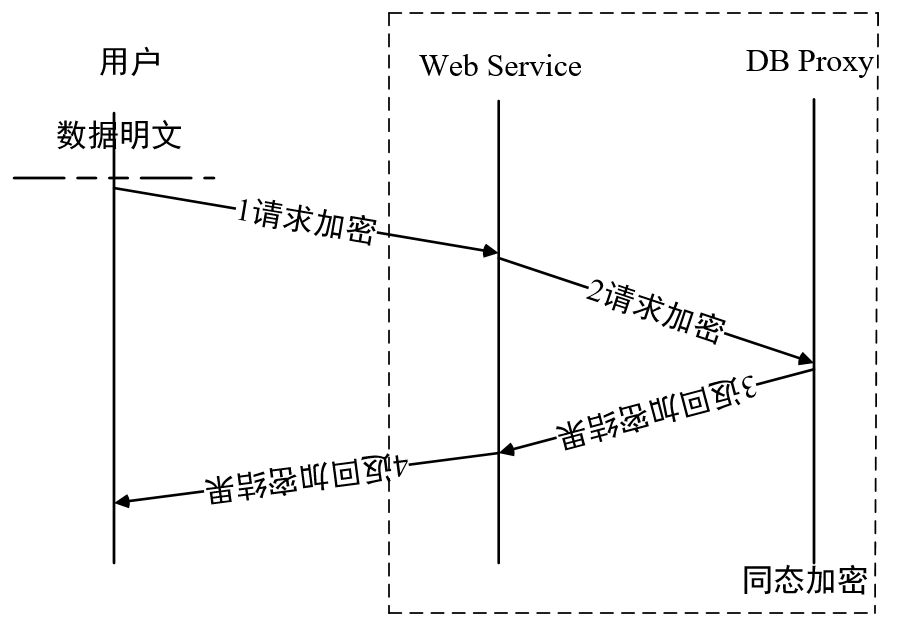 用户
Web Service
DB Proxy
数据明文
1请求加密
2请求加密
3返回加密结果
4返回加密结果
同态加密